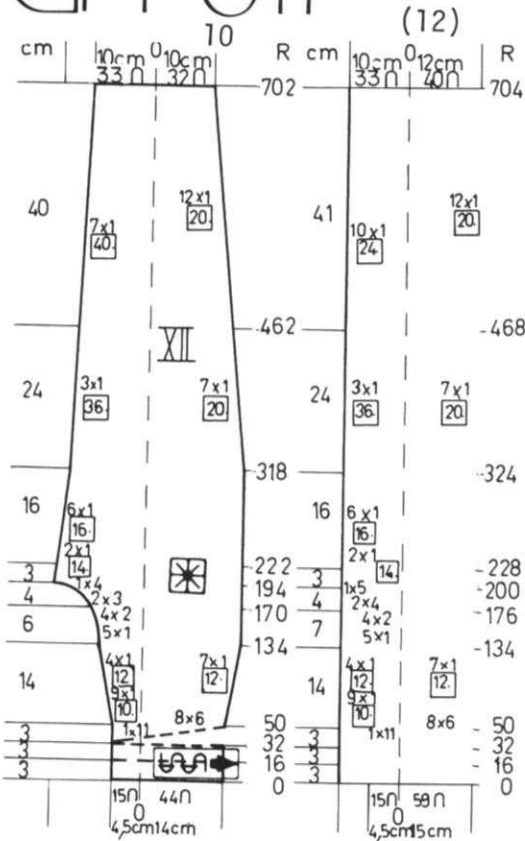 10 (12)
cm 10cm 0 10cm R cm 10cm 0 12cm R
33∩ 32∩ 702 33∩ 40∩ 704
12x1 12x1
40 20. 41 20.
7x1 10x1
40. 24
462 468
XII
3x1 7x1 3x1 7x1
24 36. 20. 24 36. 20.
318 324
16 6x1 16 6x1
16. 16.
2x1 2x1
3 14 222 3 14. 228
1x4 194 1x5 200
4 2x3 170 4 2x4 176
4x2 4x2
6 5x1 134 7 5x1 134
4x1 7x1 4x1 7x1
14 12. 12. 14 12. 12.
9x1 9x1
10. 10.
1x11 8x6 50 1x11 8x6 50
3 32 3 32
3 16 3 16
3 0 3 0
15∩ 44∩ 15∩ 59∩
0 0
4,5cm 14cm 4,5cm 15cm